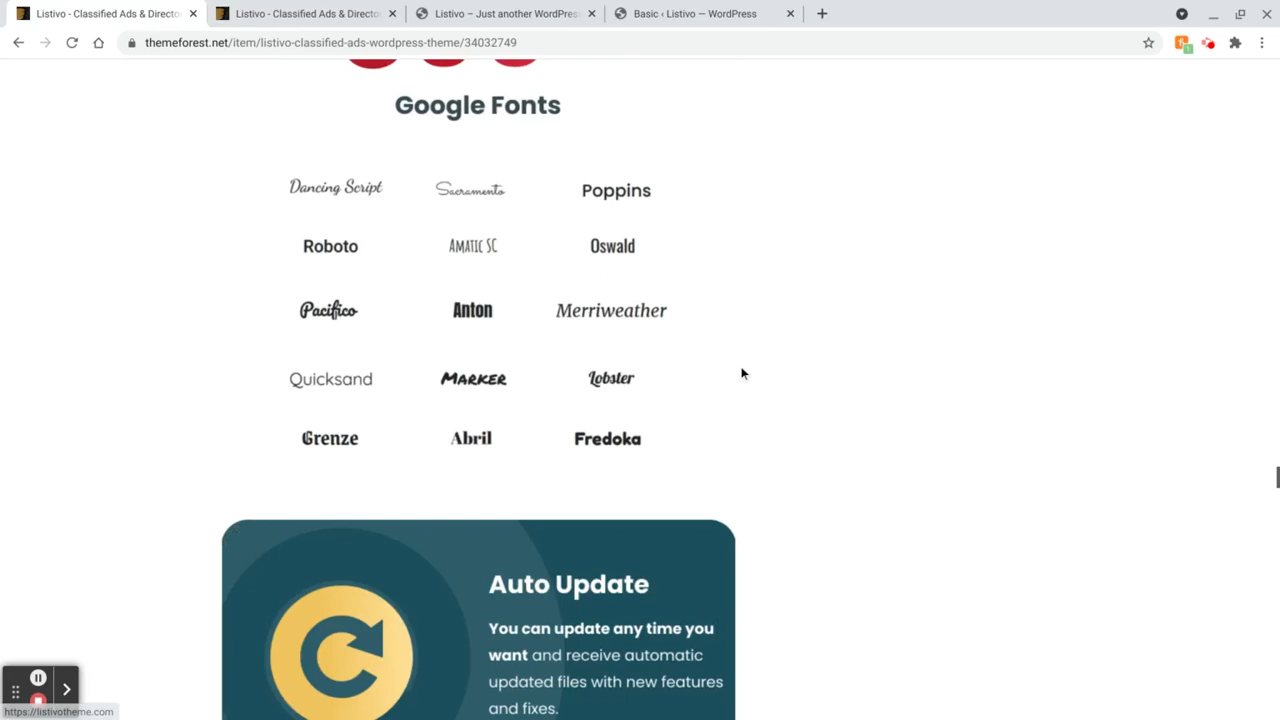 Listivo - Classified Ads & Directo
Listivo - Classified Ads & Directo
Listivo – Just another WordPress
Basic ‹ Listivo — WordPress
themeforest.net/item/listivo-classified-ads-wordpress-theme/34032749
Google Fonts
Dancing Script
Sacramento
Poppins
Roboto
AMATIC SC
Oswald
Pacifico
Anton
Merriweather
Quicksand
MARKER
Lobster
Grenze
Abril
Fredoka
Auto Update
You can update any time you
want and receive automatic
updated files with new features
and fixes.
https://listivotheme.com